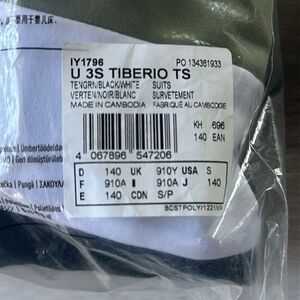 IY1796 PO 134361933
U 3S TIBERIO TS
TENGRN/BLACK/WHITE SUITS
VERTEN/NOIR/BLANC SURVETEMENT
MADE IN CAMBODIA FABRIQUÉ AU CAMBODGE
KH 696
140 EAN
4 067896 547206
D 140 UK 910Y USA S
F 910A I 910A J 140
E 140 CDN S/P